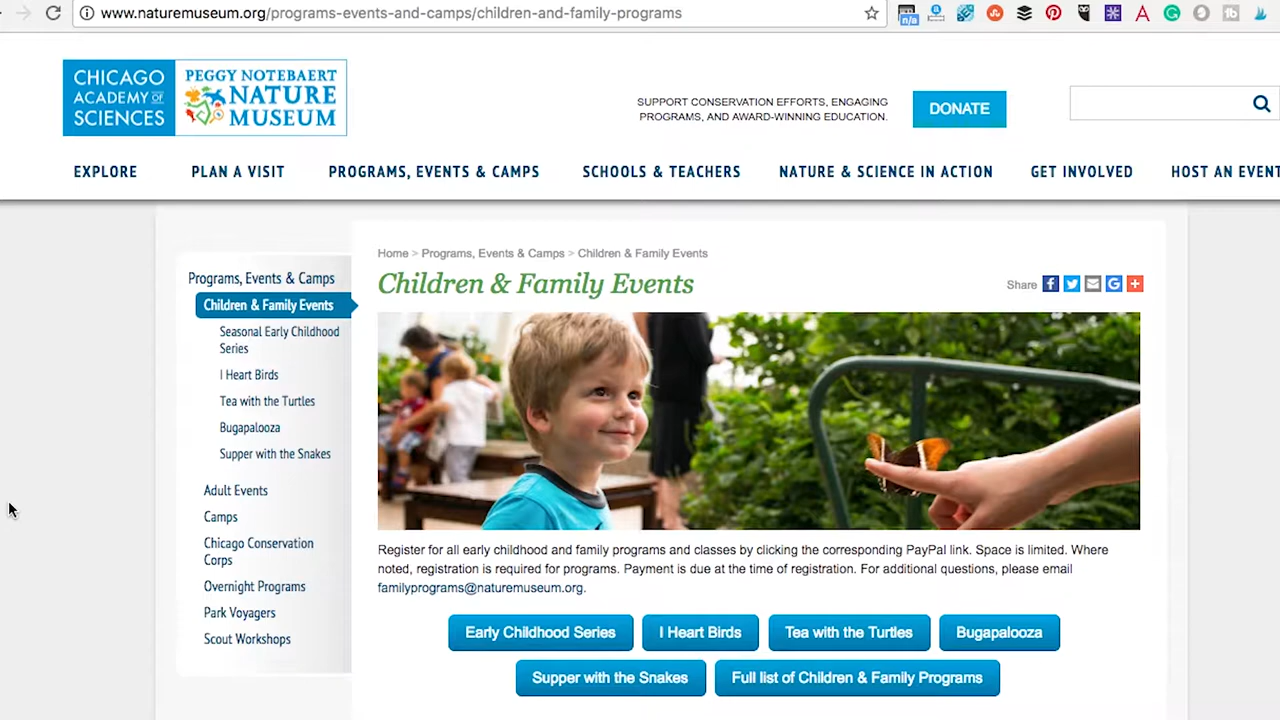 www.naturemuseum.org/programs-events-and-camps/children-and-family-programs
n/a
CHICAGO
ACADEMY OF
SCIENCES
PEGGY NOTEBAERT
NATURE
MUSEUM
SUPPORT CONSERVATION EFFORTS, ENGAGING
PROGRAMS, AND AWARD-WINNING EDUCATION.
DONATE
EXPLORE PLAN A VISIT PROGRAMS, EVENTS & CAMPS SCHOOLS & TEACHERS NATURE & SCIENCE IN ACTION GET INVOLVED HOST AN EVENT
Programs, Events & Camps
Children & Family Events
Seasonal Early Childhood
Series
I Heart Birds
Tea with the Turtles
Bugapalooza
Supper with the Snakes
Adult Events
Camps
Chicago Conservation
Corps
Overnight Programs
Park Voyagers
Scout Workshops
Home > Programs, Events & Camps > Children & Family Events
Children & Family Events
Share
Register for all early childhood and family programs and classes by clicking the corresponding PayPal link. Space is limited. Where
noted, registration is required for programs. Payment is due at the time of registration. For additional questions, please email
familyprograms@naturemuseum.org.
Early Childhood Series I Heart Birds Tea with the Turtles Bugapalooza
Supper with the Snakes Full list of Children & Family Programs